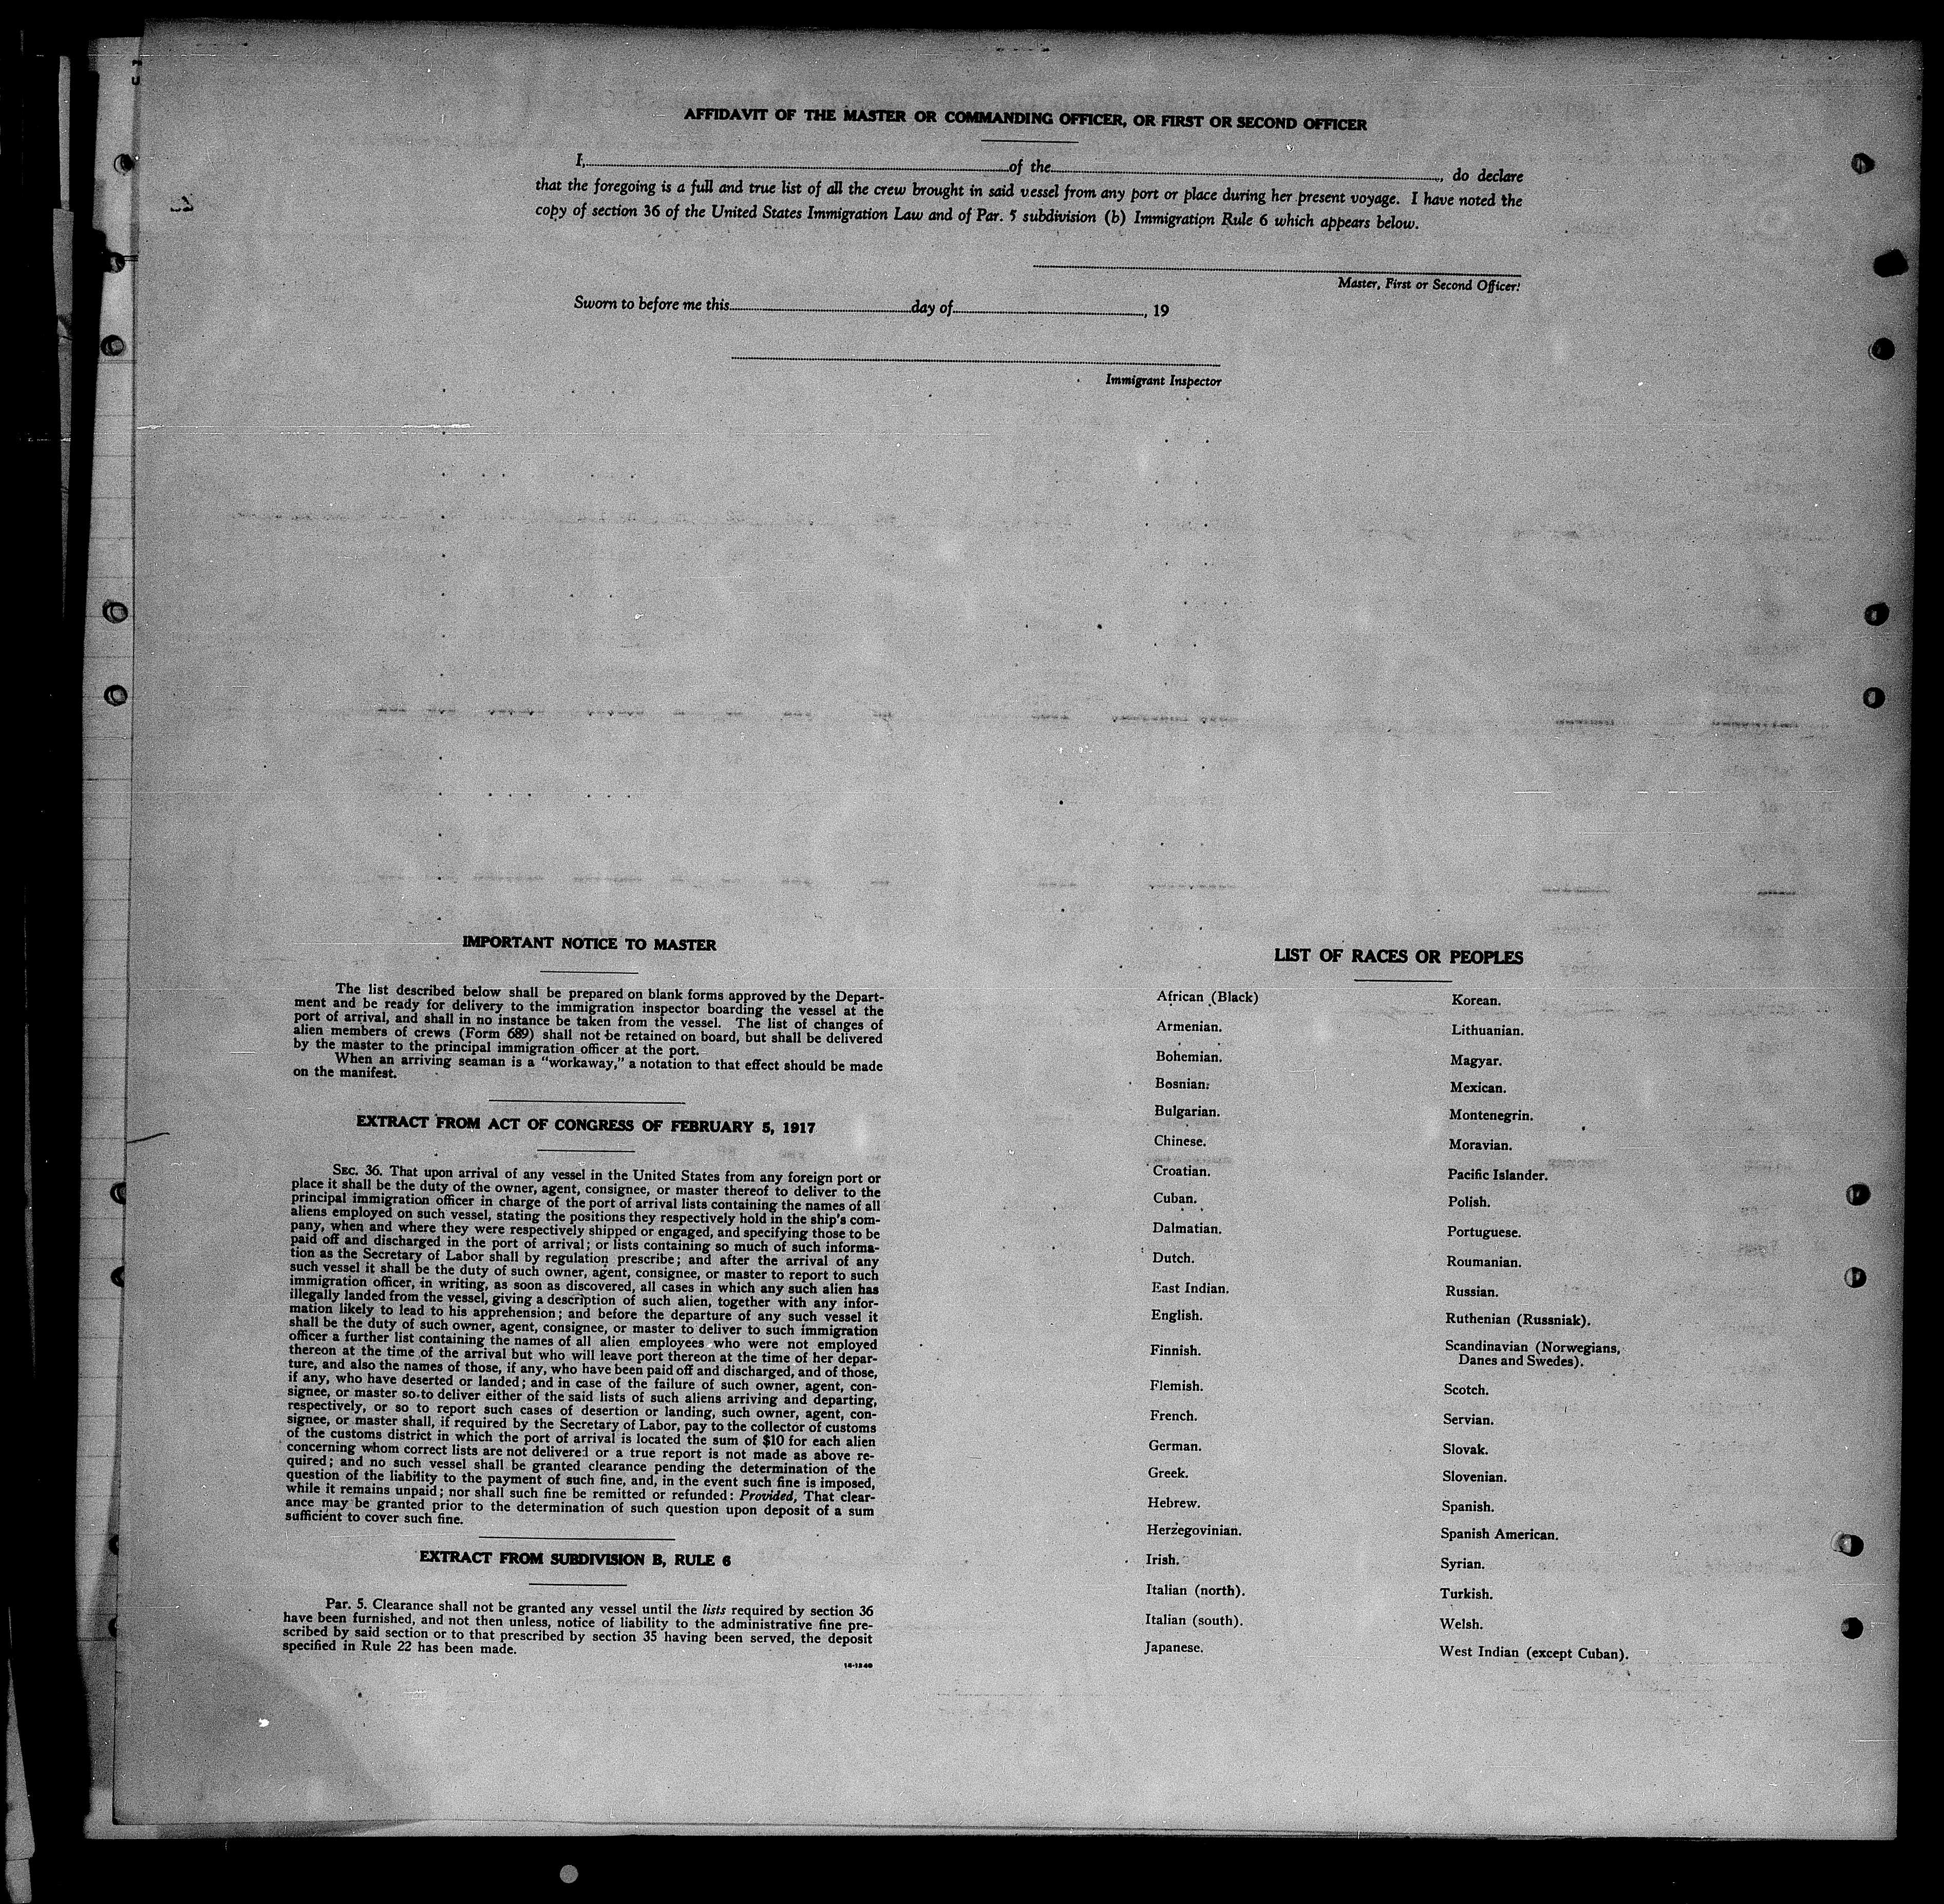 AFFIDAVIT OF THE MASTER OR COMMANDING OFFICER, OR FIRST OR SECOND OFFICER
I, of the , do declare
that the foregoing is a full and true list of all the crew brought in said vessel from any port or place during her present voyage. I have noted the
copy of section 36 of the United States Immigration Law and of Par. 5 subdivision (b) Immigration Rule 6 which appears below.
Master, First or Second Officer.
Sworn to before me this day of , 19
Immigrant Inspector
IMPORTANT NOTICE TO MASTER
The list described below shall be prepared on blank forms approved by the Depart-
ment and be ready for delivery to the immigration inspector boarding the vessel at the
port of arrival, and shall in no instance be taken from the vessel. The list of changes of
alien members of crews (Form 689) shall not be retained on board, but shall be delivered
by the master to the principal immigration officer at the port.
When an arriving seaman is a "workaway," a notation to that effect should be made
on the manifest.
EXTRACT FROM ACT OF CONGRESS OF FEBRUARY 5, 1917
SEC. 36. That upon arrival of any vessel in the United States from any foreign port or
place it shall be the duty of the owner, agent, consignee, or master thereof to deliver to the
principal immigration officer in charge of the port of arrival lists containing the names of all
aliens employed on such vessel, stating the positions they respectively hold in the ship's com-
pany, when and where they were respectively shipped or engaged, and specifying those to be
paid off and discharged in the port of arrival; or lists containing so much of such informa-
tion as the Secretary of Labor shall by regulation prescribe; and after the arrival of any
such vessel it shall be the duty of such owner, agent, consignee, or master to report to such
immigration officer, in writing, as soon as discovered, all cases in which any such alien has
illegally landed from the vessel, giving a description of such alien, together with any infor-
mation likely to lead to his apprehension; and before the departure of any such vessel it
shall be the duty of such owner, agent, consignee, or master to deliver to such immigration
officer a further list containing the names of all alien employees who were not employed
thereon at the time of the arrival but who will leave port thereon at the time of her depar-
ture, and also the names of those, if any, who have been paid off and discharged, and of those,
if any, who have deserted or landed; and in case of the failure of such owner, agent, con-
signee, or master so to deliver either of the said lists of such aliens arriving and departing,
respectively, or so to report such cases of desertion or landing, such owner, agent, con-
signee, or master shall, if required by the Secretary of Labor, pay to the collector of customs
of the customs district in which the port of arrival is located the sum of $10 for each alien
concerning whom correct lists are not delivered or a true report is not made as above re-
quired; and no such vessel shall be granted clearance pending the determination of the
question of the liability to the payment of such fine, and, in the event such fine is imposed,
while it remains unpaid; nor shall such fine be remitted or refunded: Provided, That clear-
ance may be granted prior to the determination of such question upon deposit of a sum
sufficient to cover such fine.
EXTRACT FROM SUBDIVISION B, RULE 6
Par. 5. Clearance shall not be granted any vessel until the lists required by section 36
have been furnished, and not then unless, notice of liability to the administrative fine pre-
scribed by said section or to that prescribed by section 35 having been served, the deposit
specified in Rule 22 has been made.
LIST OF RACES OR PEOPLES
African (Black)
Armenian.
Bohemian.
Bosnian.
Bulgarian.
Chinese.
Croatian.
Cuban.
Dalmatian.
Dutch.
East Indian.
English.
Finnish.
Flemish.
French.
German.
Greek.
Hebrew.
Herzegovinian.
Irish.
Italian (north).
Italian (south).
Japanese.
Korean.
Lithuanian.
Magyar.
Mexican.
Montenegrin.
Moravian.
Pacific Islander.
Polish.
Portuguese.
Roumanian.
Russian.
Ruthenian (Russniak).
Scandinavian (Norwegians,
Danes and Swedes).
Scotch.
Servian.
Slovak.
Slovenian.
Spanish.
Spanish American.
Syrian.
Turkish.
Welsh.
West Indian (except Cuban).